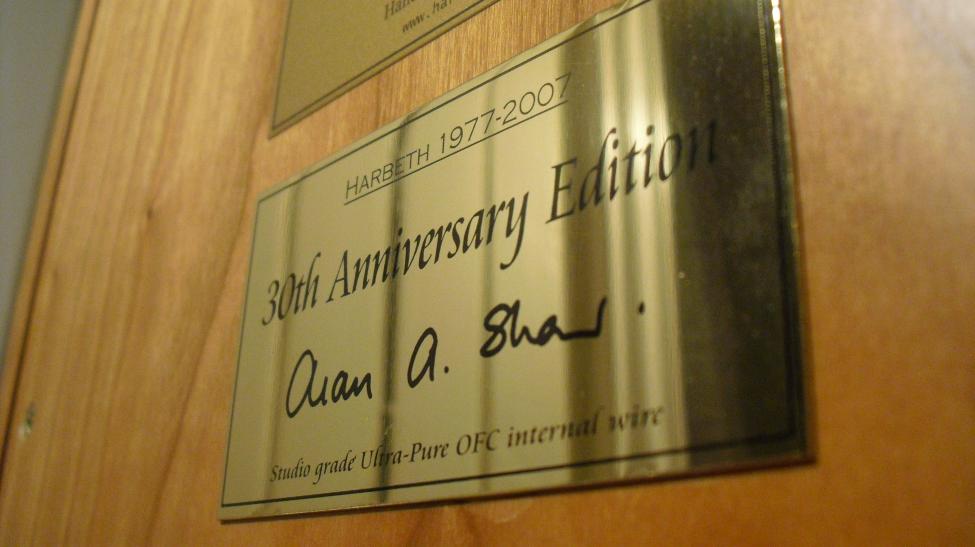 HARBETH 1977-2007
30th Anniversary Edition
Alan A. Shaw.
Studio grade Ultra-Pure OFC internal wire